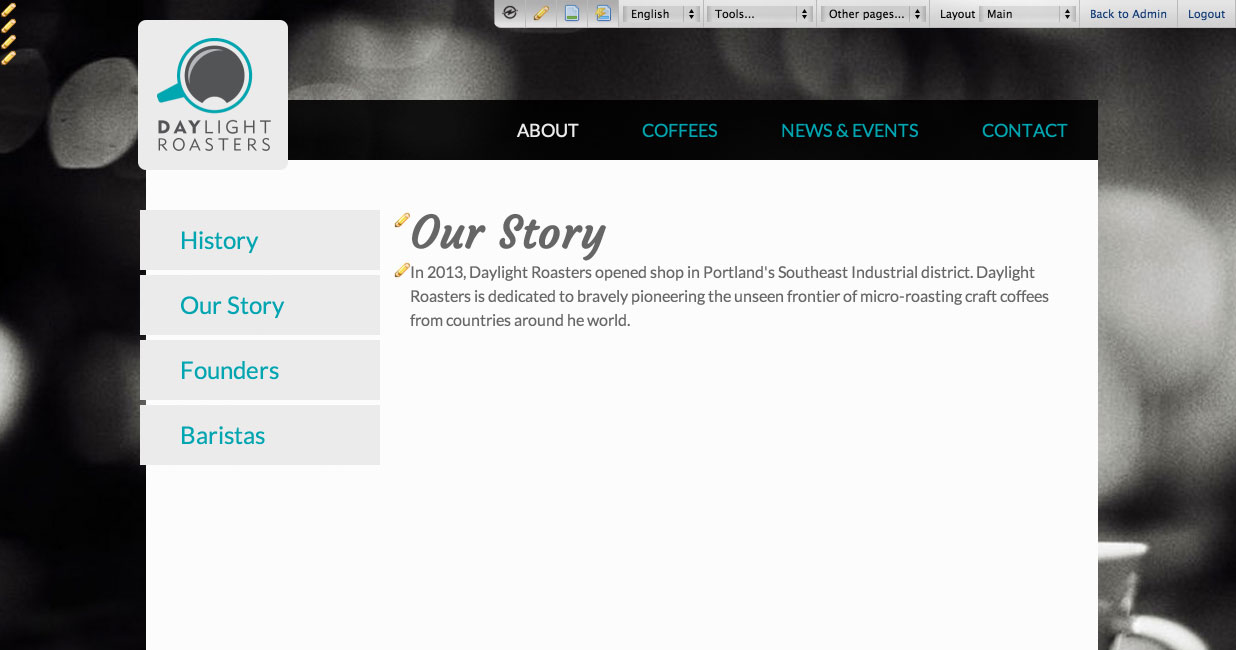 English Tools... Other pages... Layout Main Back to Admin Logout
DAYLIGHT
ROASTERS
ABOUT COFFEES NEWS & EVENTS CONTACT
History
Our Story
Founders
Baristas
Our Story
In 2013, Daylight Roasters opened shop in Portland's Southeast Industrial district. Daylight
Roasters is dedicated to bravely pioneering the unseen frontier of micro-roasting craft coffees
from countries around he world.